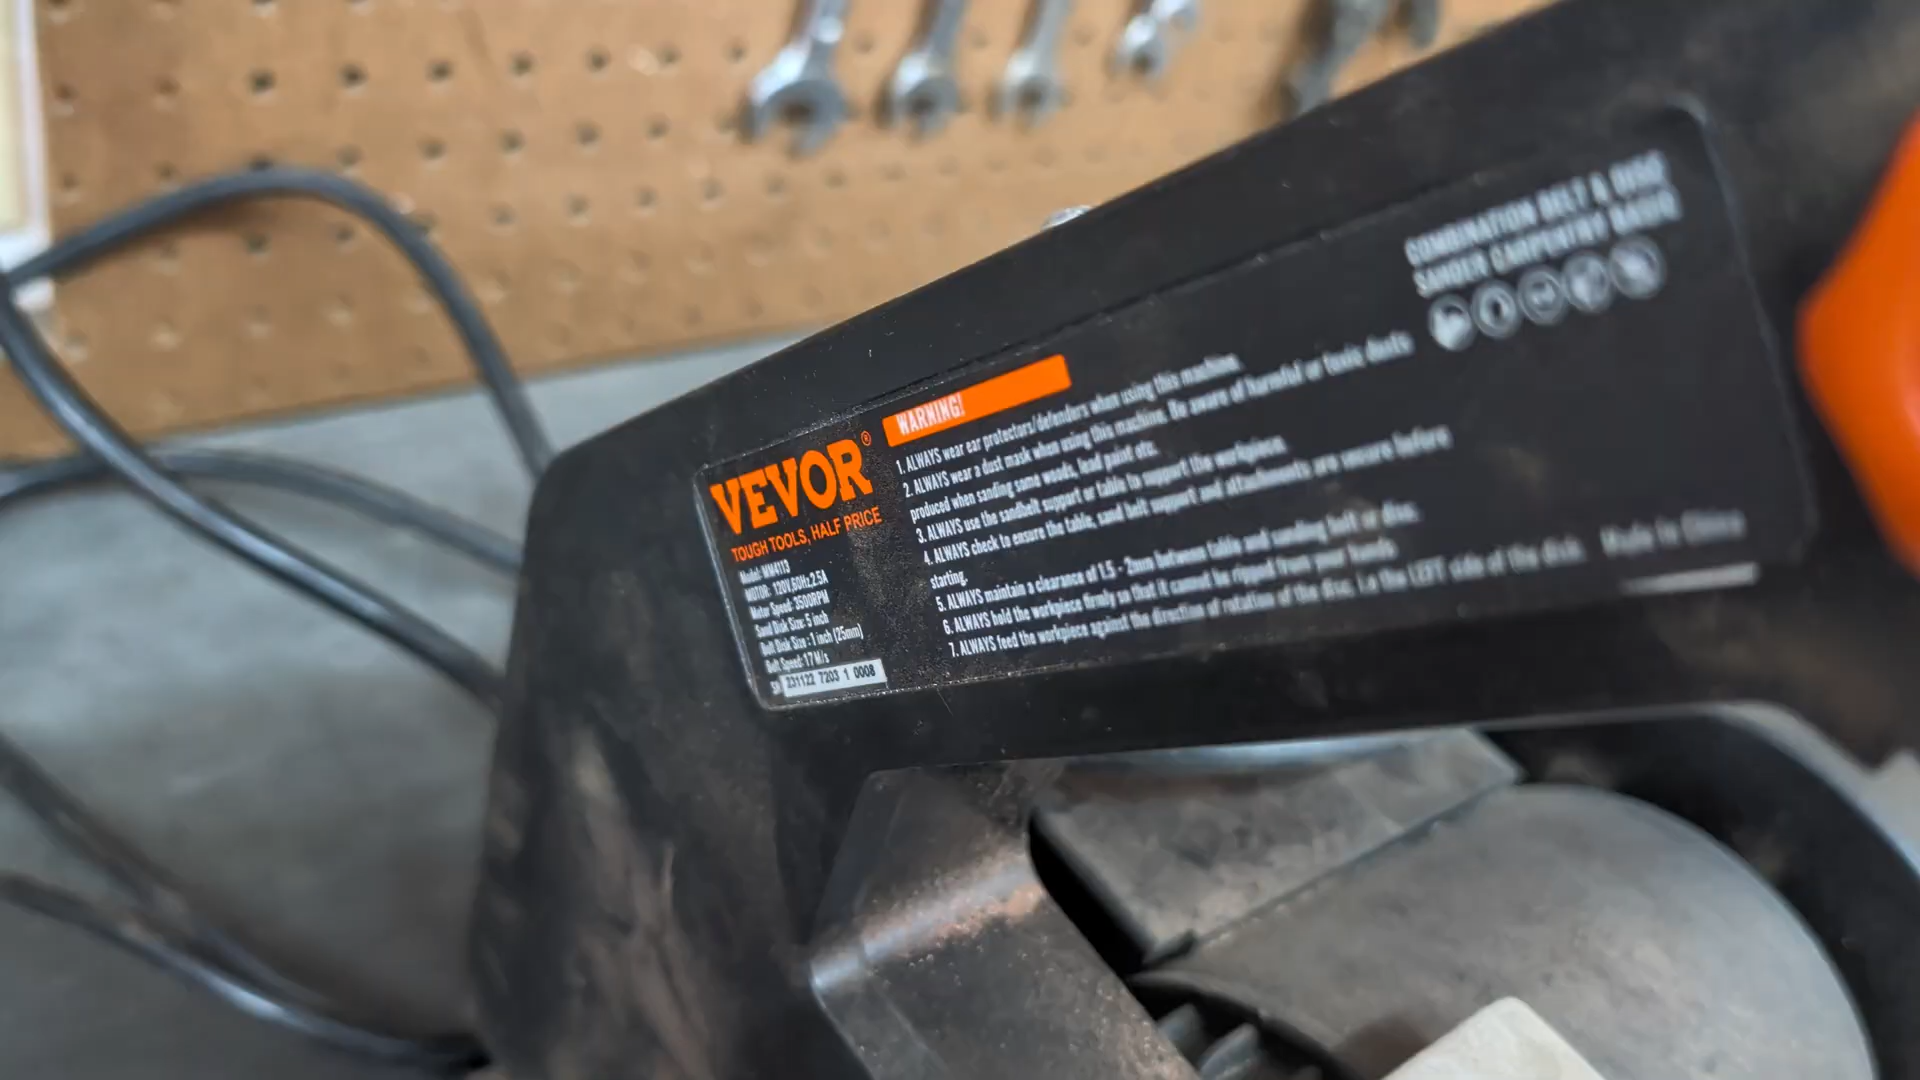 COMBINATION BELT & DISC
SANDER CARPENTRY BASIC
WARNING!
1. ALWAYS wear ear protectors/defenders when using this machine.
2. ALWAYS wear a dust mask when using this machine. Be aware of harmful or toxic dusts
produced when sanding some woods, lead paint etc.
3. ALWAYS use the sandbelt support or table to support the workpiece.
4. ALWAYS check to ensure the table, sand belt support and attachments are secure before
starting.
5. ALWAYS maintain a clearance of 1.5 - 2mm between table and sanding belt or disc.
6. ALWAYS hold the workpiece firmly so that it cannot be ripped from your hands
7. ALWAYS feed the workpiece against the direction of rotation of the disc, i.e the LEFT side of the disk.
Made in China
VEVOR®
TOUGH TOOLS, HALF PRICE
Model: MM4113
MOTOR: 120V,60Hz,2.5A
Motor Speed: 3500RPM
Sand Disk Size: 5 inch
Belt Disk Size: 1 inch (25mm)
Belt Speed: 17M/s
231122 7203 1 0008